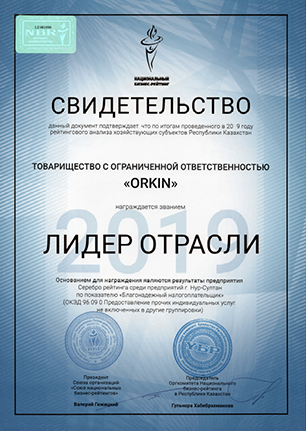 НАЦИОНАЛЬНЫЙ
БИЗНЕС-РЕЙТИНГ
СВИДЕТЕЛЬСТВО
данный документ подтверждает, что по итогам проведенного в 2019 году
рейтингового анализа хозяйствующих субъектов Республики Казахстан
ТОВАРИЩЕСТВО С ОГРАНИЧЕННОЙ ОТВЕТСТВЕННОСТЬЮ
«ORKIN»
награждается званием
2019
ЛИДЕР ОТРАСЛИ
Основанием для награждения являются результаты предприятия
Серебро рейтинга среди предприятий г. Нур-Султан
по показателю «Благонадежный налогоплательщик»
(ОКЭД 96 09 0 Предоставление прочих индивидуальных услуг
не включенных в другие группировки)
Президент
Союза организаций
«Союз национальных
бизнес-рейтингов»
Валерий
Председатель
Оргкомитета Национального
бизнес-рейтинга
в Республике Казахстан
Гульнора Хабибрахманова